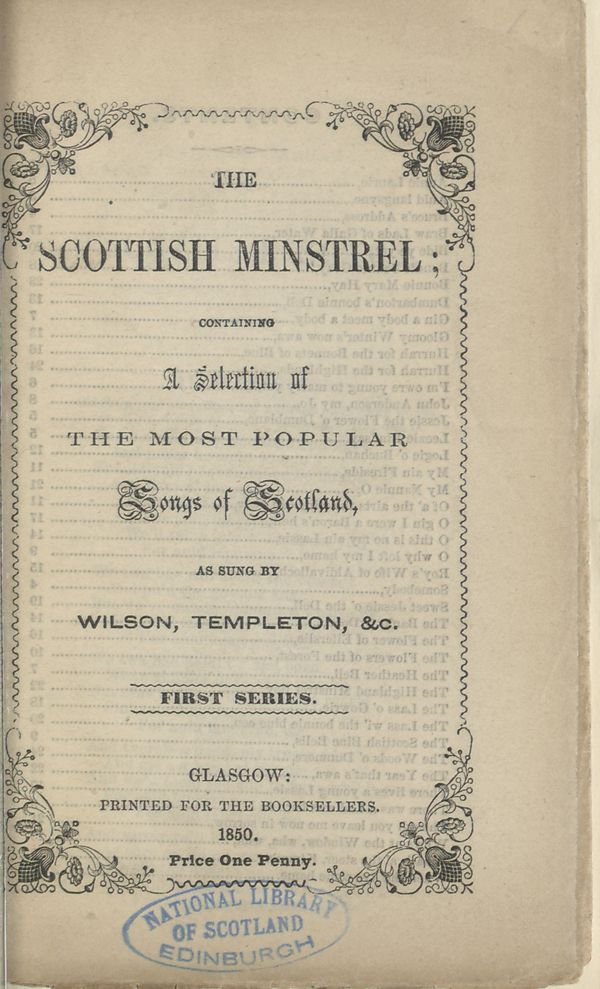 THE
SCOTTISH MINSTREL;
CONTAINING
A Selection of
THE MOST POPULAR
Songs of Scotland,
AS SUNG BY
WILSON, TEMPLETON, &c.
FIRST SERIES.
GLASGOW:
PRINTED FOR THE BOOKSELLERS.
1850.
Price One Penny.
NATIONAL LIBRARY
OF SCOTLAND
EDINBURGH